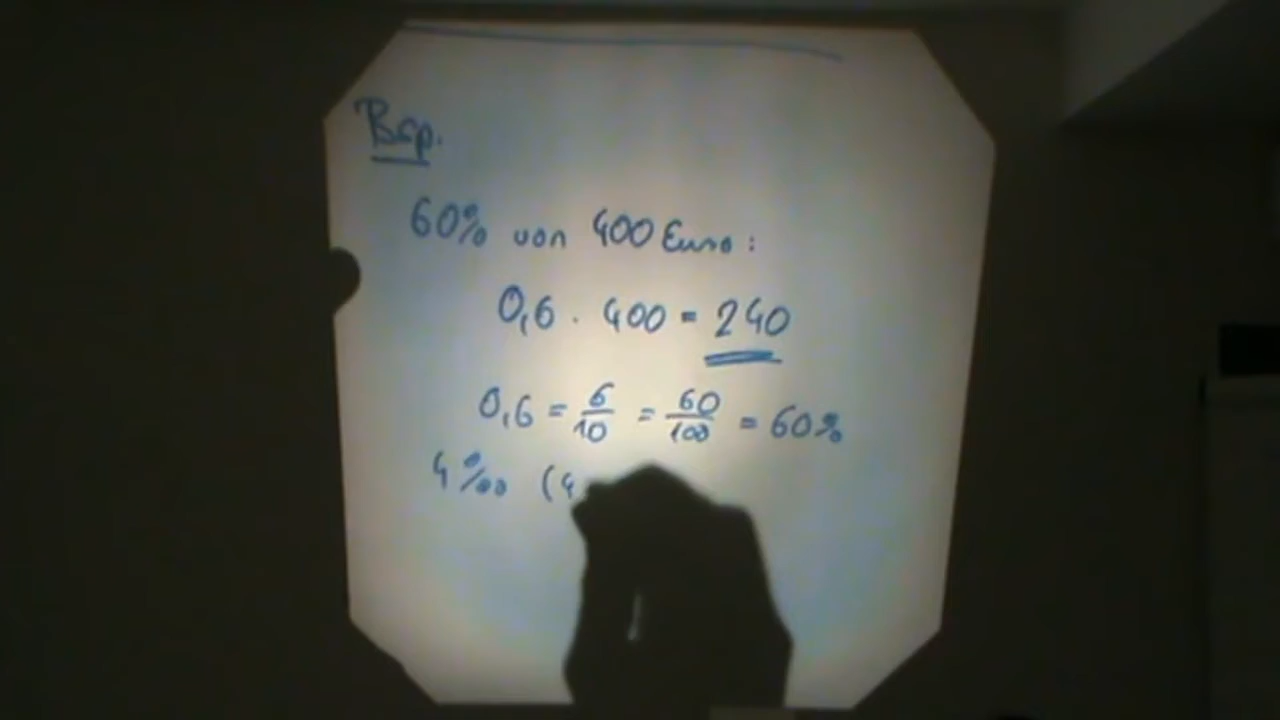 Bsp.
60% von 400 Euro:
0,6 · 400 = 240
0,6 = 6/10 = 60/100 = 60%
4 ‰ (4